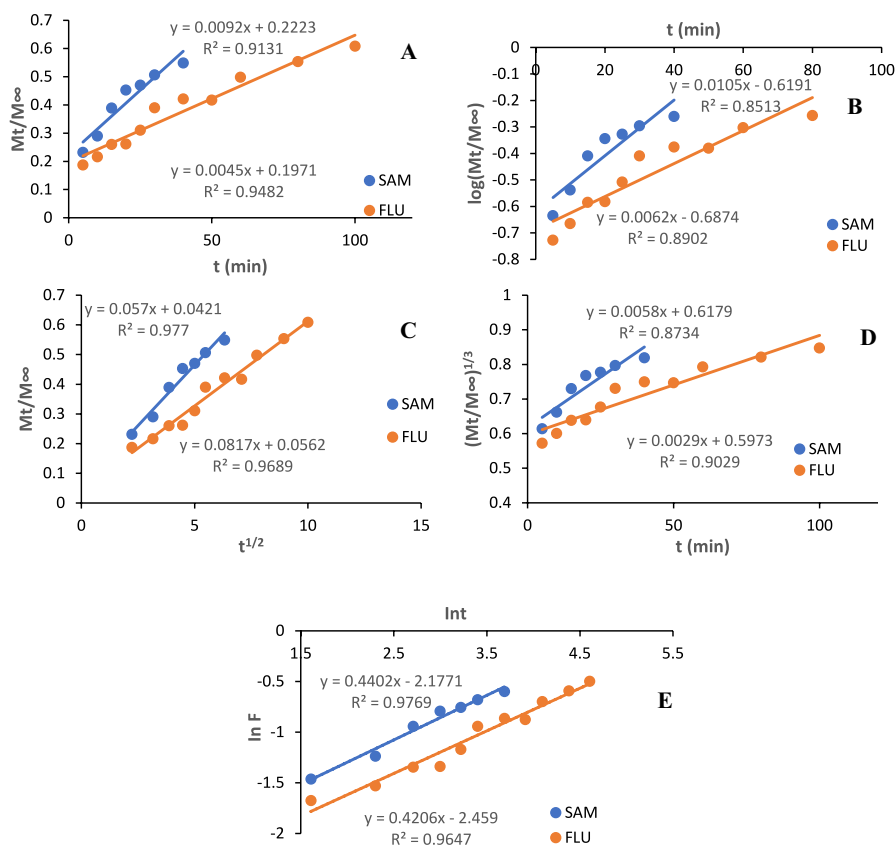 y = 0.0092x + 0.2223
R² = 0.9131
A
0.7
0.6
0.5
0.4
0.3
0.2
0.1
0
Mt/M∞
y = 0.0045x + 0.1971
R² = 0.9482
SAM
FLU
0 50 100
t (min)
t (min)
0 20 40 60 80 100
0
-0.1
-0.2
-0.3
-0.4
-0.5
-0.6
-0.7
-0.8
log(Mt/M∞)
y = 0.0105x - 0.6191
R² = 0.8513
B
y = 0.0062x - 0.6874
R² = 0.8902
SAM
FLU
y = 0.057x + 0.0421
R² = 0.977
C
0.7
0.6
0.5
0.4
0.3
0.2
0.1
0
Mt/M∞
SAM
FLU
y = 0.0817x + 0.0562
R² = 0.9689
0 5 10 15
t1/2
y = 0.0058x + 0.6179
R² = 0.8734
D
1
0.9
0.8
0.7
0.6
0.5
0.4
(Mt/M∞)1/3
y = 0.0029x + 0.5973
R² = 0.9029
SAM
FLU
0 50 100
t (min)
lnt
1.5 2.5 3.5 4.5 5.5
0
-0.5
-1
-1.5
-2
ln F
y = 0.4402x - 2.1771
R² = 0.9769
E
y = 0.4206x - 2.459
R² = 0.9647
SAM
FLU